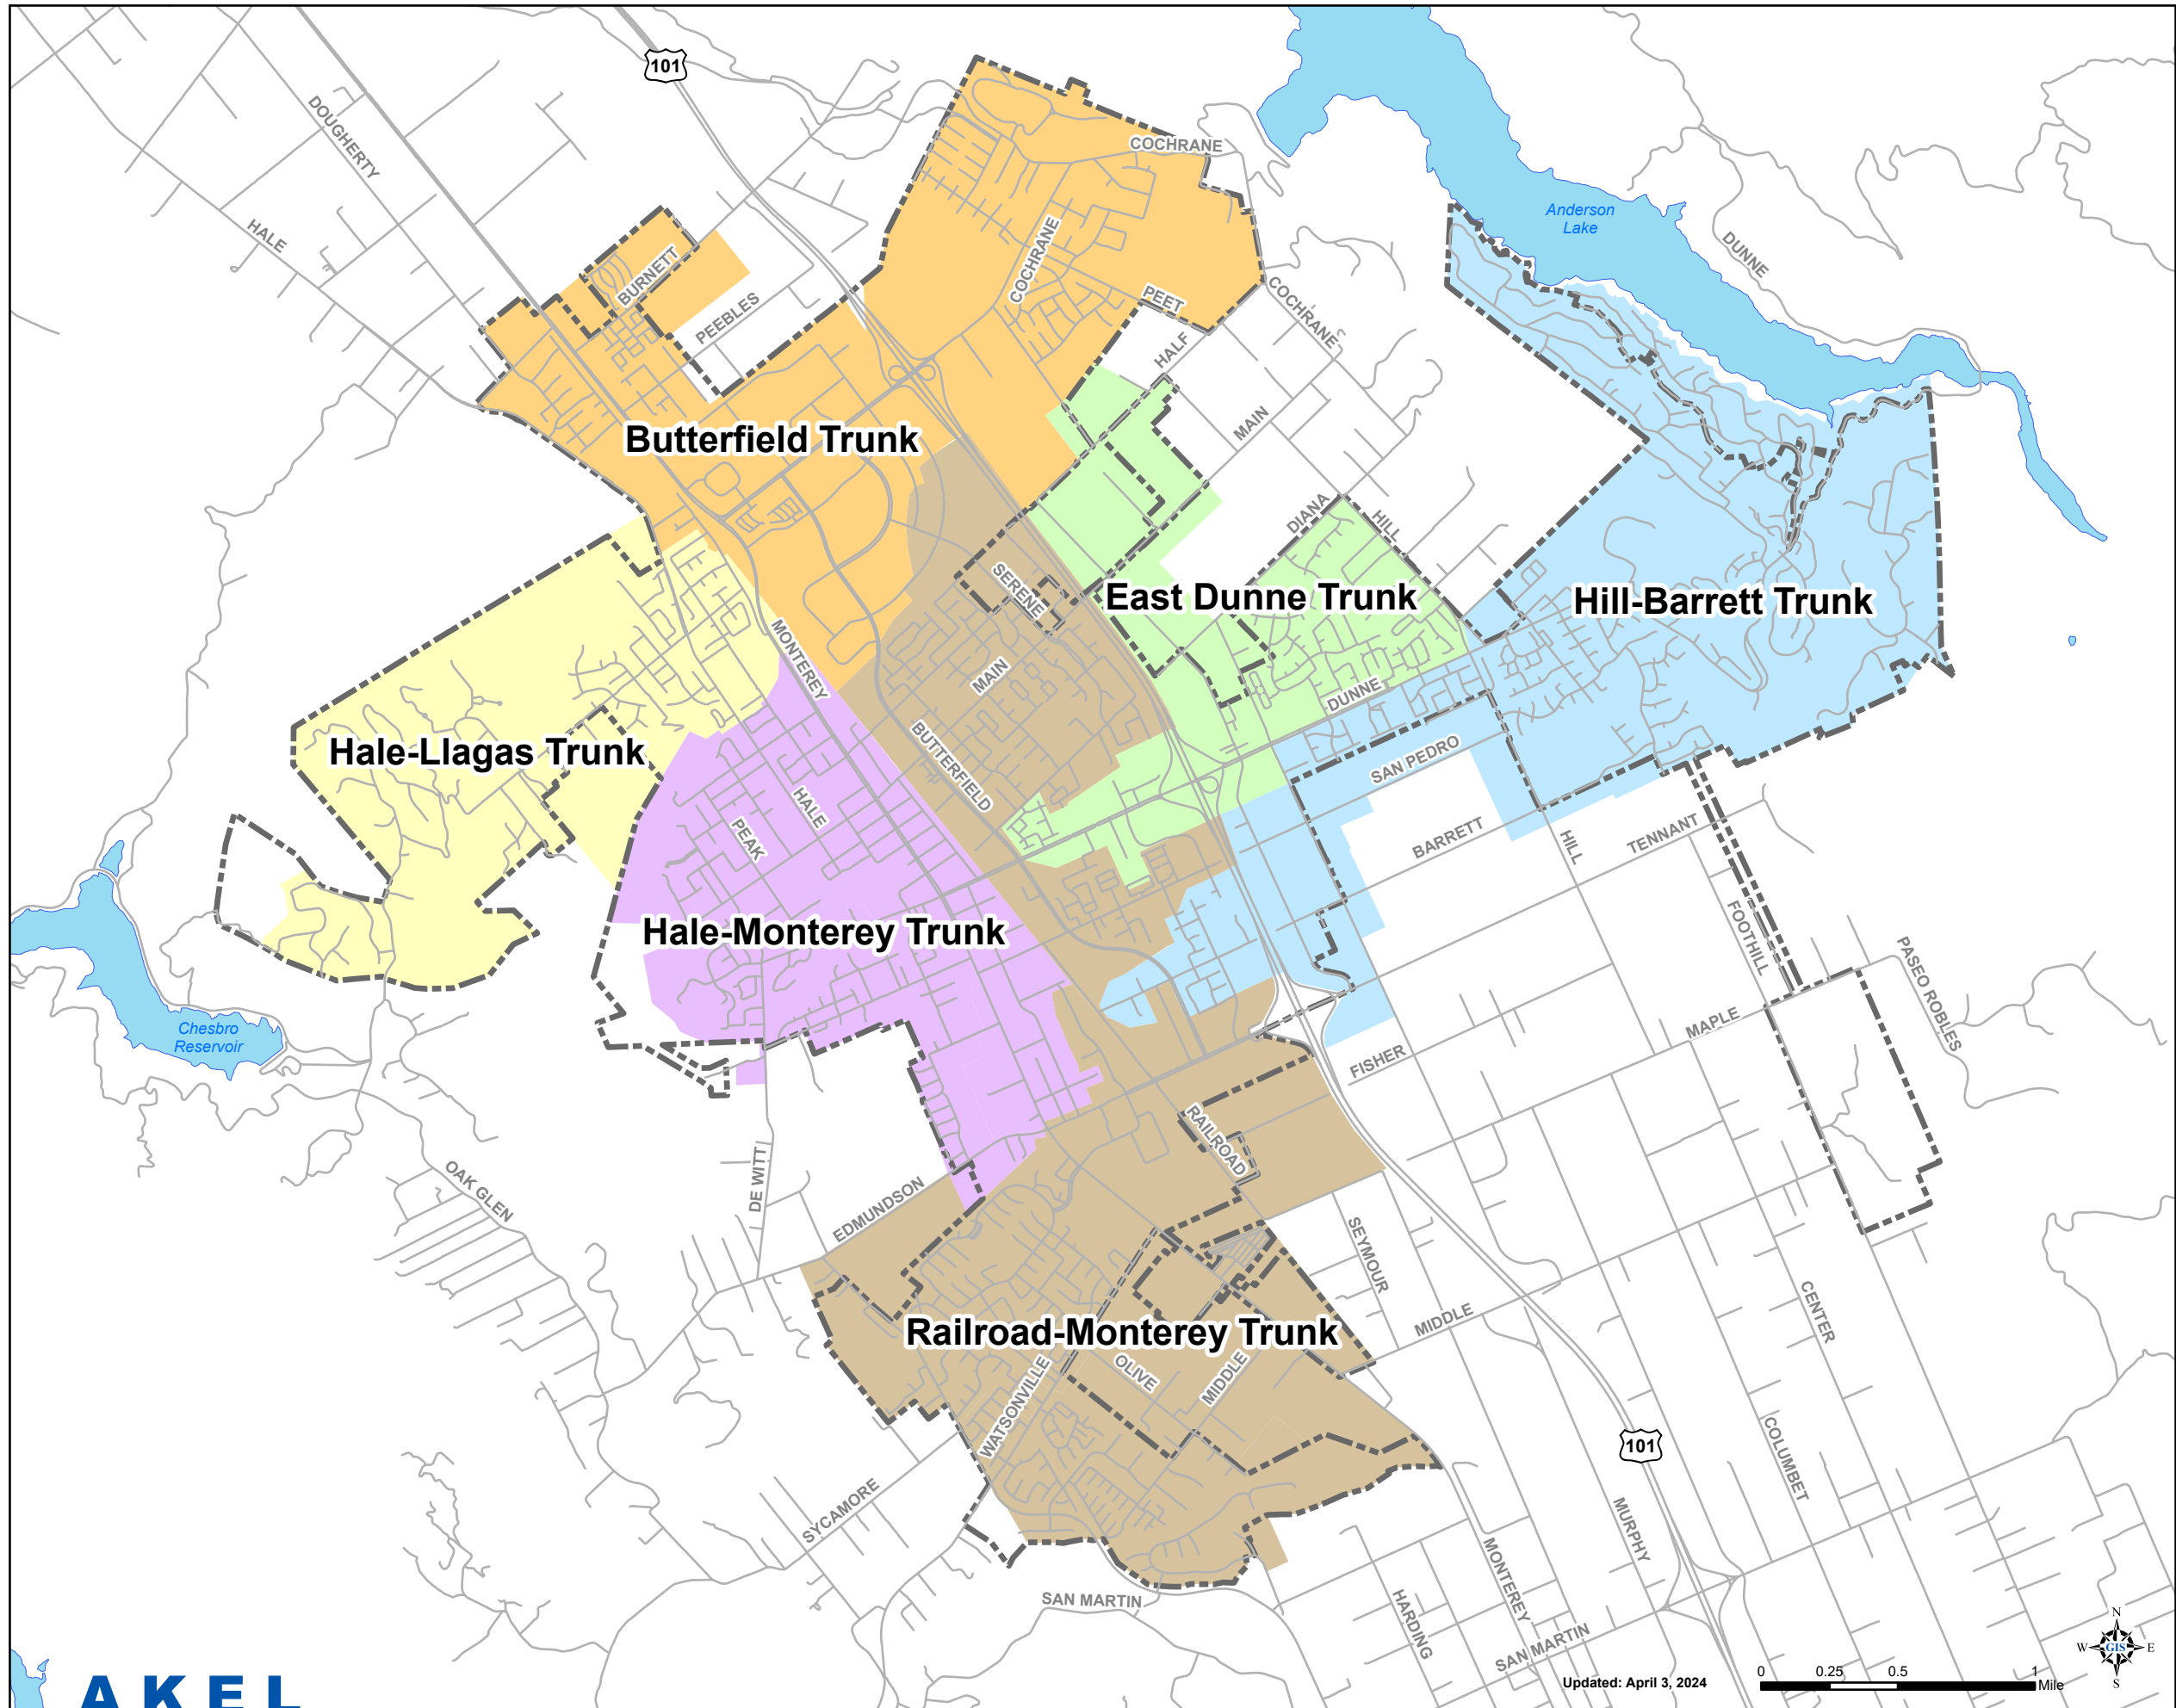 101
DOUGHERTY
COCHRANE
Anderson
Lake
HALE
DUNNE
BURNETT
COCHRANE
PEEBLES
PEET
COCHRANE
HALF
MAIN
Butterfield Trunk
DIANA
HILL
SERENE
East Dunne Trunk
Hill-Barrett Trunk
MONTEREY
MAIN
DUNNE
BUTTERFIELD
Hale-Llagas Trunk
SAN PEDRO
HALE
PEAK
BARRETT
HILL
TENNANT
Hale-Monterey Trunk
FOOTHILL
PASEO ROBLES
Chesbro
Reservoir
MAPLE
FISHER
RAILROAD
OAK GLEN
DE WITT
EDMUNDSON
SEYMOUR
CENTER
Railroad-Monterey Trunk
MIDDLE
OLIVE
MIDDLE
WATSONVILLE
101
COLUMBET
SYCAMORE
MURPHY
MONTEREY
SAN MARTIN
HARDING
SAN MARTIN
N
W
GIS
E
S
0
0.25
0.5
1
Mile
Updated: April 3, 2024
AKEL